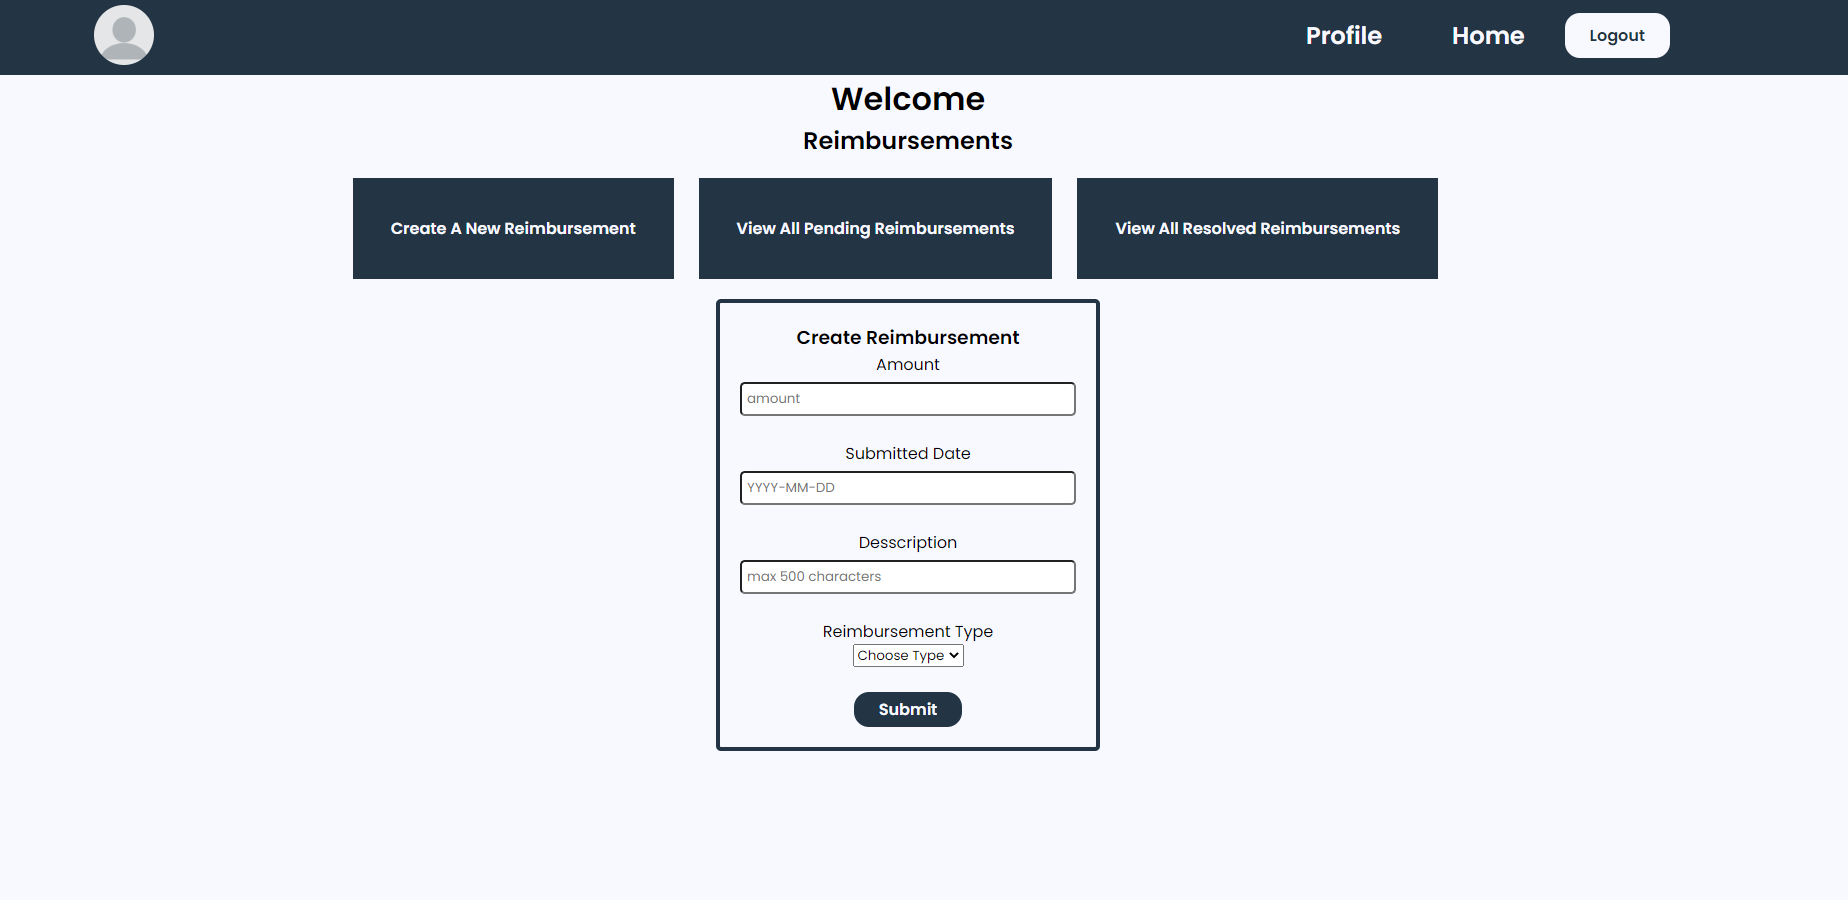 Profile Home Logout
Welcome
Reimbursements
Create A New Reimbursement View All Pending Reimbursements View All Resolved Reimbursements
Create Reimbursement
Amount
amount
Submitted Date
YYYY-MM-DD
Desscription
max 500 characters
Reimbursement Type
Choose Type
Submit